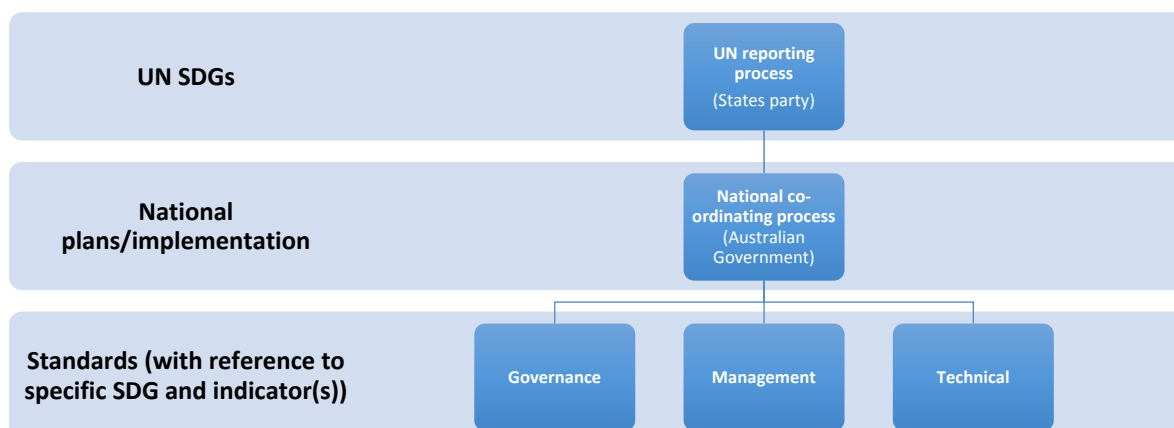 UN SDGs
UN reporting
process
(States party)
National
plans/implementation
National co-
ordinating process
(Australian
Government)
Standards (with reference to
specific SDG and indicator(s))
Governance
Management
Technical